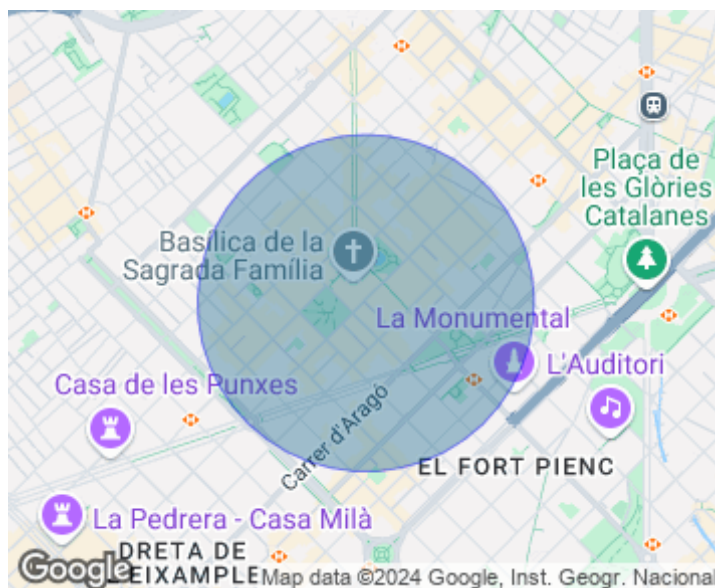 Plaça de
les Glòries
Catalanes
Basílica de la
Sagrada Família
La Monumental
L'Auditori
Casa de les Punxes
Carrer d'Aragó
EL FORT PIENC
La Pedrera - Casa Milà
Google
DRETA DE
L'EIXAMPLE
Map data ©2024 Google, Inst. Geogr. Nacional